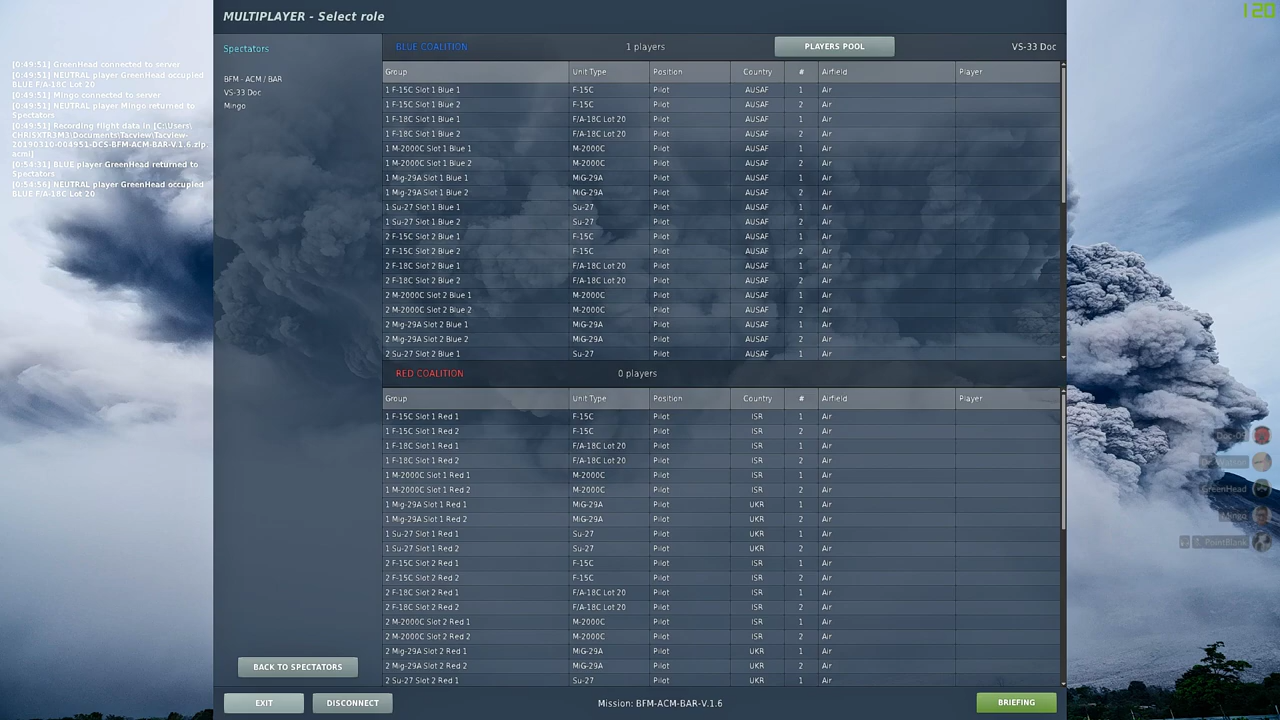 MULTIPLAYER - Select role
120
Spectators
BFM - ACM / BAR
VS-33 Doc
Mingo
[0:49:51] GreenHead connected to server
[0:49:51] NEUTRAL player GreenHead occupied
BLUE F/A-18C Lot 20
[0:49:51] Mingo connected to server
[0:49:51] NEUTRAL player Mingo returned to
Spectators
[0:49:51] Recording flight data in [C:\Users\
CHRISXTR3M3\Documents\Tacview\Tacview-
20190310-004951-DCS-BFM-ACM-BAR-V.1.6.zip.
acmi]
[0:54:31] BLUE player GreenHead returned to
Spectators
[0:54:56] NEUTRAL player GreenHead occupied
BLUE F/A-18C Lot 20
BLUE COALITION 1 players PLAYERS POOL VS-33 Doc
Group Unit Type Position Country # Airfield Player
1 F-15C Slot 1 Blue 1 F-15C Pilot AUSAF 1 Air
1 F-15C Slot 1 Blue 2 F-15C Pilot AUSAF 2 Air
1 F-18C Slot 1 Blue 1 F/A-18C Lot 20 Pilot AUSAF 1 Air
1 F-18C Slot 1 Blue 2 F/A-18C Lot 20 Pilot AUSAF 2 Air
1 M-2000C Slot 1 Blue 1 M-2000C Pilot AUSAF 1 Air
1 M-2000C Slot 1 Blue 2 M-2000C Pilot AUSAF 2 Air
1 Mig-29A Slot 1 Blue 1 MiG-29A Pilot AUSAF 1 Air
1 Mig-29A Slot 1 Blue 2 MiG-29A Pilot AUSAF 2 Air
1 Su-27 Slot 1 Blue 1 Su-27 Pilot AUSAF 1 Air
1 Su-27 Slot 1 Blue 2 Su-27 Pilot AUSAF 2 Air
2 F-15C Slot 2 Blue 1 F-15C Pilot AUSAF 1 Air
2 F-15C Slot 2 Blue 2 F-15C Pilot AUSAF 2 Air
2 F-18C Slot 2 Blue 1 F/A-18C Lot 20 Pilot AUSAF 1 Air
2 F-18C Slot 2 Blue 2 F/A-18C Lot 20 Pilot AUSAF 2 Air
2 M-2000C Slot 2 Blue 1 M-2000C Pilot AUSAF 1 Air
2 M-2000C Slot 2 Blue 2 M-2000C Pilot AUSAF 2 Air
2 Mig-29A Slot 2 Blue 1 MiG-29A Pilot AUSAF 1 Air
2 Mig-29A Slot 2 Blue 2 MiG-29A Pilot AUSAF 2 Air
2 Su-27 Slot 2 Blue 1 Su-27 Pilot AUSAF 1 Air
RED COALITION 0 players
Group Unit Type Position Country # Airfield Player
1 F-15C Slot 1 Red 1 F-15C Pilot ISR 1 Air
1 F-15C Slot 1 Red 2 F-15C Pilot ISR 2 Air
1 F-18C Slot 1 Red 1 F/A-18C Lot 20 Pilot ISR 1 Air
1 F-18C Slot 1 Red 2 F/A-18C Lot 20 Pilot ISR 2 Air
1 M-2000C Slot 1 Red 1 M-2000C Pilot ISR 1 Air
1 M-2000C Slot 1 Red 2 M-2000C Pilot ISR 2 Air
1 Mig-29A Slot 1 Red 1 MiG-29A Pilot UKR 1 Air
1 Mig-29A Slot 1 Red 2 MiG-29A Pilot UKR 2 Air
1 Su-27 Slot 1 Red 1 Su-27 Pilot UKR 1 Air
1 Su-27 Slot 1 Red 2 Su-27 Pilot UKR 2 Air
2 F-15C Slot 2 Red 1 F-15C Pilot ISR 1 Air
2 F-15C Slot 2 Red 2 F-15C Pilot ISR 2 Air
2 F-18C Slot 2 Red 1 F/A-18C Lot 20 Pilot ISR 1 Air
2 F-18C Slot 2 Red 2 F/A-18C Lot 20 Pilot ISR 2 Air
2 M-2000C Slot 2 Red 1 M-2000C Pilot ISR 1 Air
2 M-2000C Slot 2 Red 2 M-2000C Pilot ISR 2 Air
2 Mig-29A Slot 2 Red 1 MiG-29A Pilot UKR 1 Air
2 Mig-29A Slot 2 Red 2 MiG-29A Pilot UKR 2 Air
2 Su-27 Slot 2 Red 1 Su-27 Pilot UKR 1 Air
GreenHead
Mingo
PointBlank
BACK TO SPECTATORS
EXIT DISCONNECT Mission: BFM-ACM-BAR-V.1.6 BRIEFING